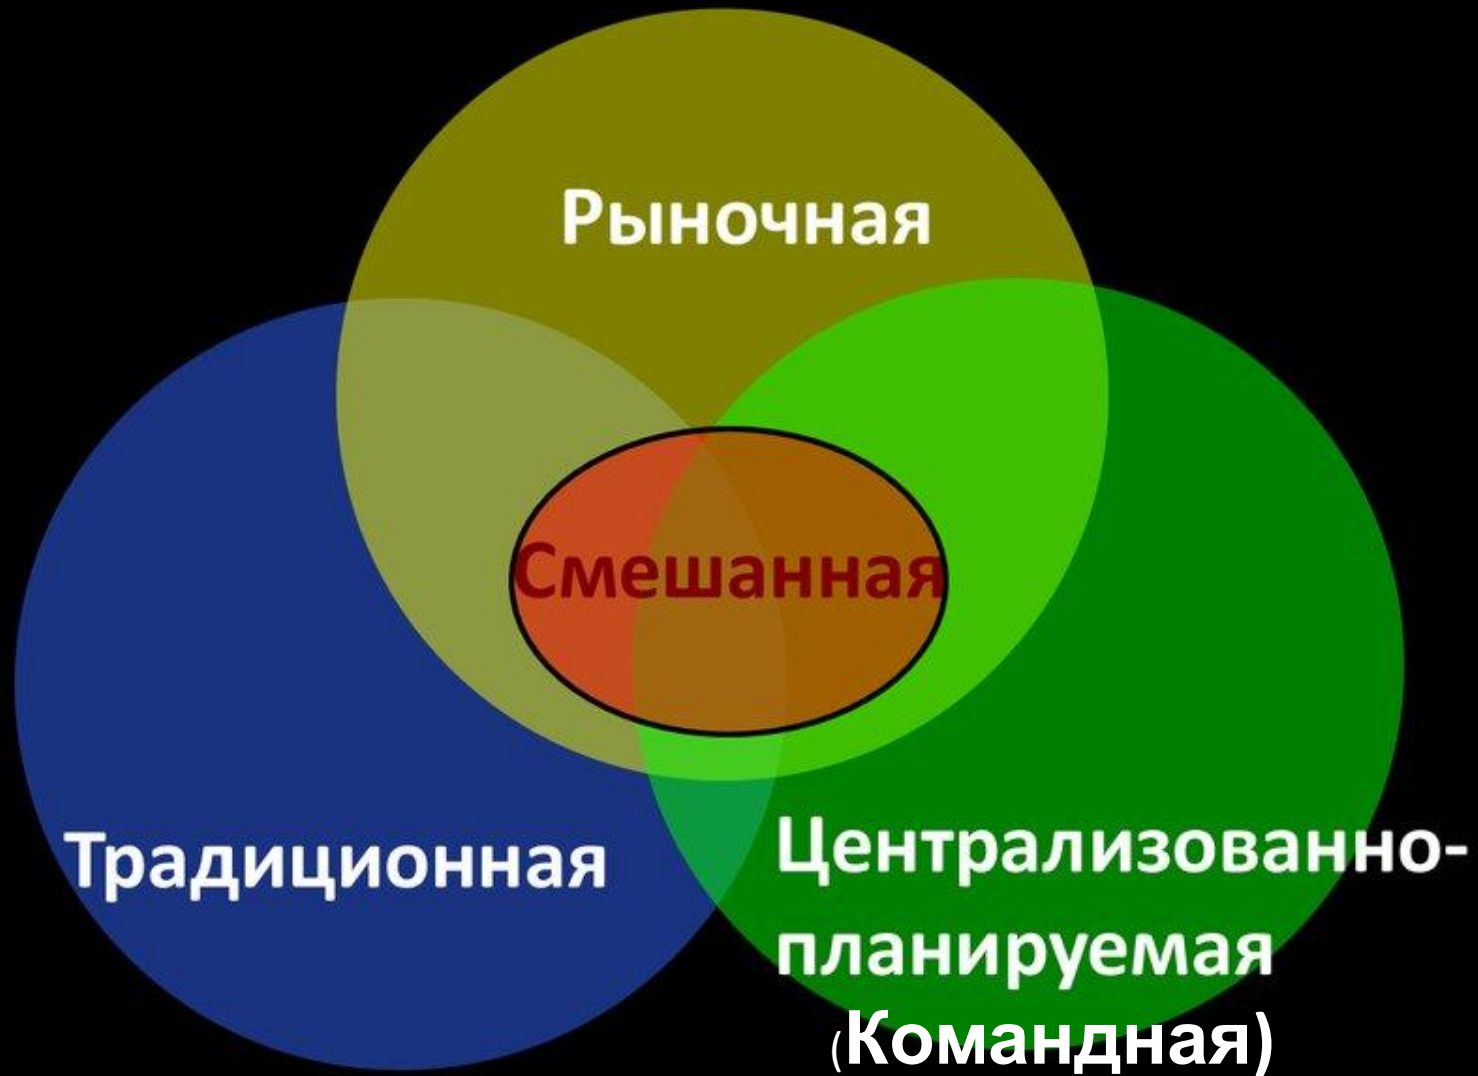 Рыночная
Смешанная
Традиционная
Централизованно-
планируемая
(Командная)